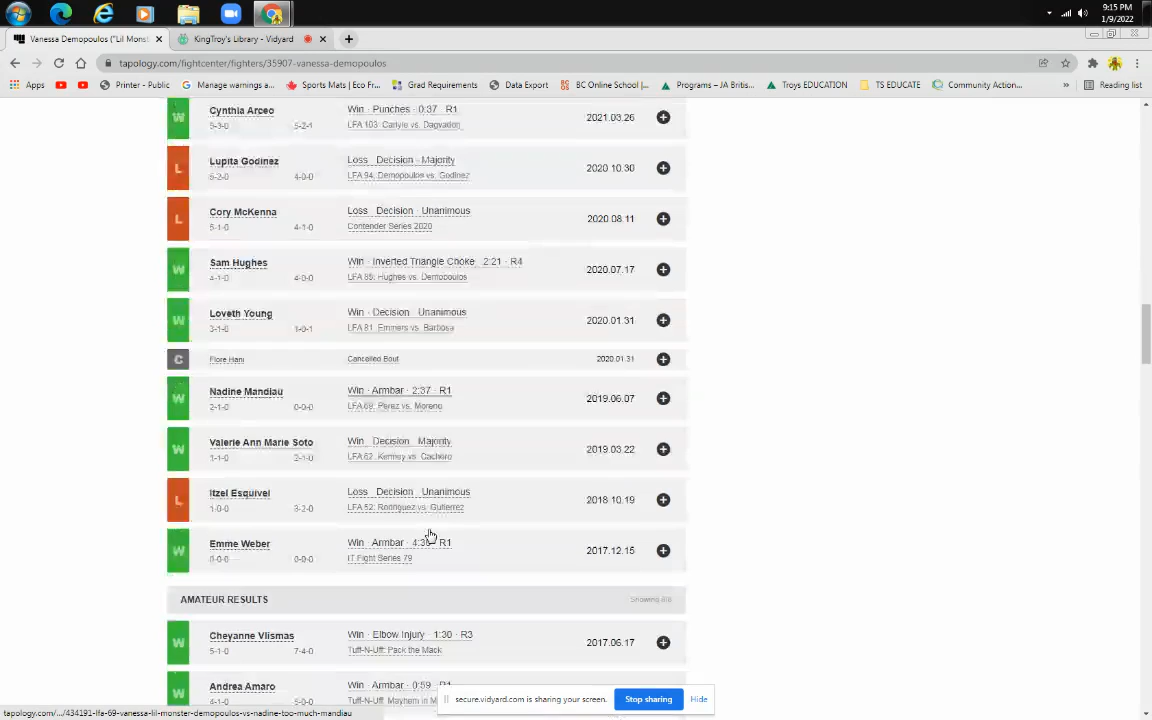 9:15 PM
1/9/2022
Vanessa Demopoulos ("Lil Monst
KingTroy's Library - Vidyard
tapology.com/fightcenter/fighters/35907-vanessa-demopoulos
Apps
Printer - Public
Manage warnings a...
Sports Mats | Eco Fr...
Grad Requirements
Data Export
BC Online School |...
Programs – JA Briti...
Troys EDUCATION
TS EDUCATE
Community Action...
Reading list
W Cynthia Arceo Win · Punches · 0:37 · R1 2021.03.26
5-3-0 5-2-1 LFA 103: Carlyle vs. Dagvadorj
L Lupita Godinez Loss Decision · Majority 2020.10.30
5-2-0 4-0-0 LFA 94: Demopoulos vs. Godinez
L Cory McKenna Loss Decision · Unanimous 2020.08.11
5-1-0 4-1-0 Contender Series 2020
W Sam Hughes Win · Inverted Triangle Choke 2:21 · R4 2020.07.17
4-1-0 4-0-0 LFA 85: Hughes vs. Demopoulos
W Loveth Young Win · Decision Unanimous 2020.01.31
3-1-0 1-0-1 LFA 81: Emmers vs. Barbosa
C Flore Hani Cancelled Bout 2020.01.31
W Nadine Mandiau Win · Armbar · 2:37 · R1 2019.06.07
2-1-0 0-0-0 LFA 69: Perez vs. Moreno
W Valerie Ann Marie Soto Win Decision Majority 2019.03.22
1-1-0 2-1-0 LFA 62: Kenney vs. Cachero
L Itzel Esquivel Loss Decision Unanimous 2018.10.19
1-0-0 3-2-0 LFA 52: Rodriguez vs. Gutierrez
W Emme Weber Win · Armbar · R1 2017.12.15
0-0-0 0-0-0 IT Fight Series 79
AMATEUR RESULTS
W Cheyanne Vlismas Win · Elbow Injury · 1:30 · R3 2017.06.17
5-1-0 7-4-0 Tuff-N-Uff: Pack the Mack
W Andrea Amaro Win · Armbar · 0:59
4-1-0 5-0-0 Tuff-N-Uff: Mayhem in M
secure.vidyard.com is sharing your screen.
Stop sharing
Hide
tapology.com/.../434191-lfa-69-vanessa-lil-monster-demopoulos-vs-nadine-too-much-mandiau